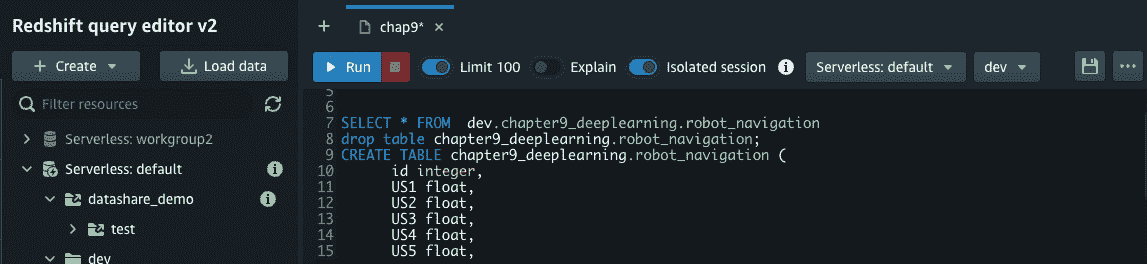 Redshift query editor v2
+ Create
Load data
Filter resources
Serverless: workgroup2
Serverless: default
datashare_demo
test
dev
+ chap9* ×
Run Limit 100 Explain Isolated session i Serverless: default dev ...
5
6
7 SELECT * FROM  dev.chapter9_deeplearning.robot_navigation
8 drop table chapter9_deeplearning.robot_navigation;
9 CREATE TABLE chapter9_deeplearning.robot_navigation (
10 id integer,
11 US1 float,
12 US2 float,
13 US3 float,
14 US4 float,
15 US5 float,